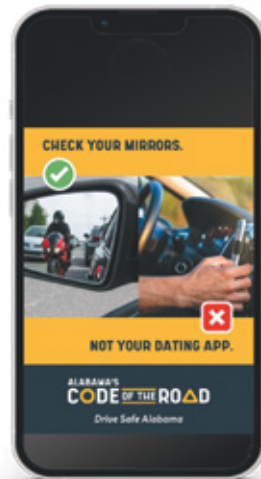 CHECK YOUR MIRRORS.
NOT YOUR DATING APP.
ALABAMA'S
CODE OF THE ROAD
Drive Safe Alabama